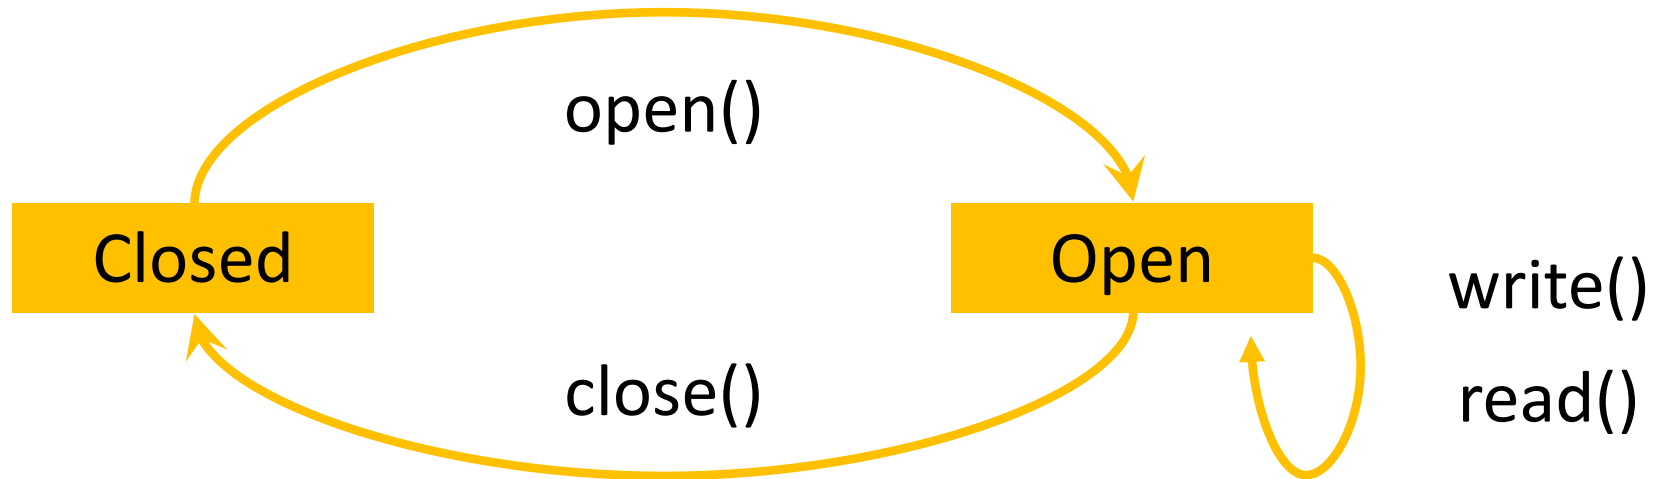 open()
Closed
Open
write()
close()
read()